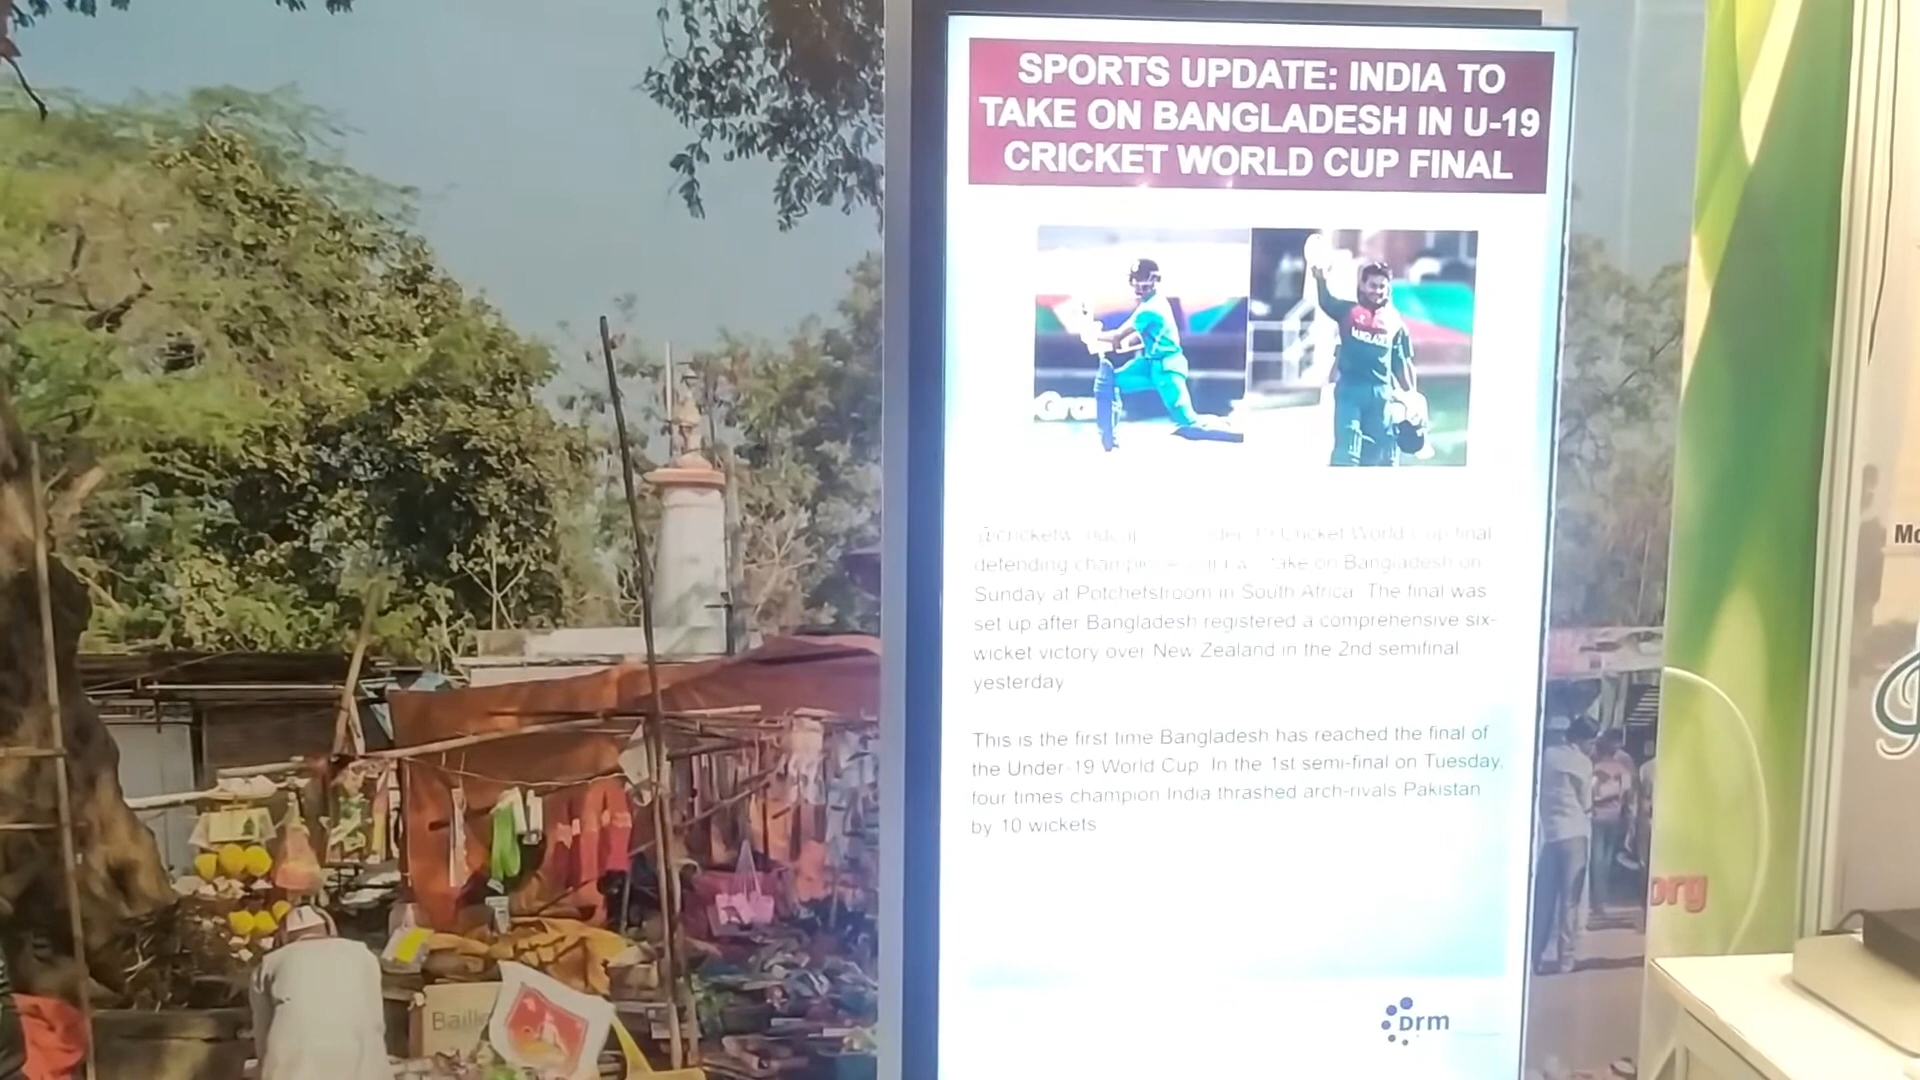 SPORTS UPDATE: INDIA TO
TAKE ON BANGLADESH IN U-19
CRICKET WORLD CUP FINAL
Cricket World Cup final
defending take on Bangladesh on
Sunday at Potchefstroom in South Africa. The final was
set up after Bangladesh registered a comprehensive six-
wicket victory over New Zealand in the 2nd semifinal
yesterday
This is the first time Bangladesh has reached the final of
the Under-19 World Cup. In the 1st semi-final on Tuesday,
four times champion India thrashed arch-rivals Pakistan
by 10 wickets
Drm
org